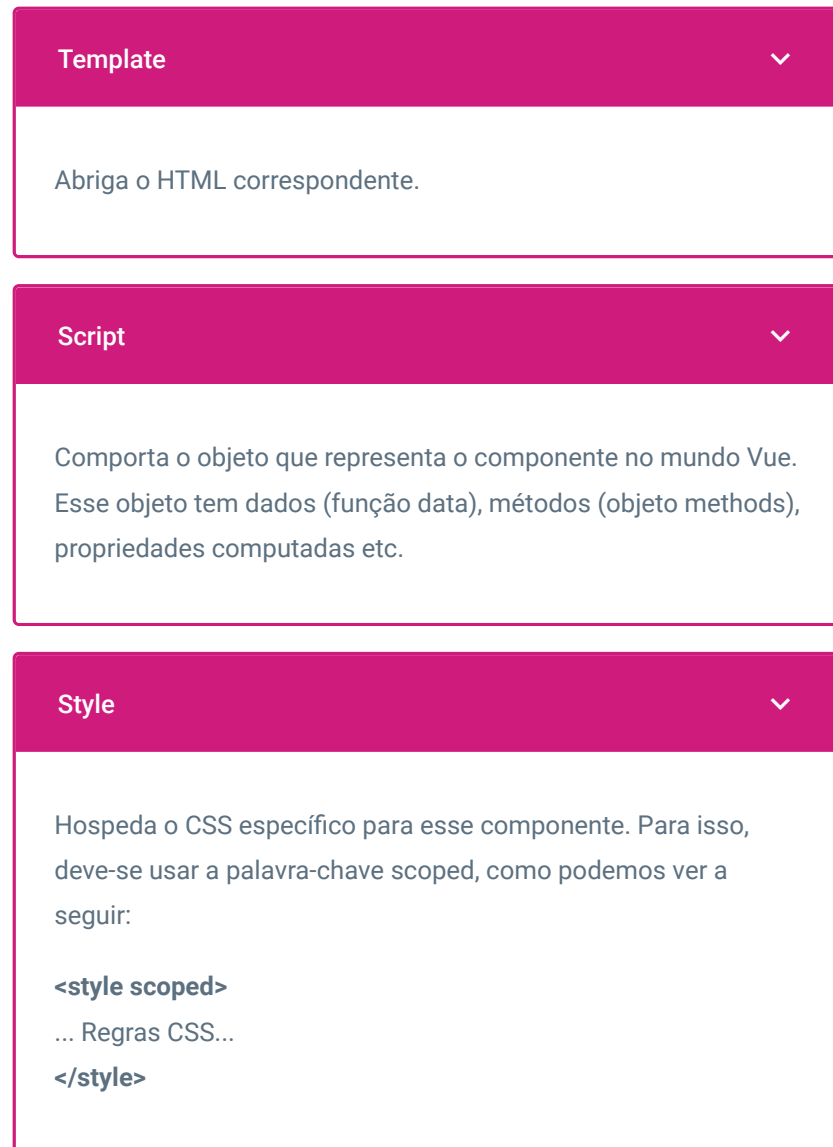 Template
Abriga o HTML correspondente.
Script
Comporta o objeto que representa o componente no mundo Vue.
Esse objeto tem dados (função data), métodos (objeto methods),
propriedades computadas etc.
Style
Hospeda o CSS específico para esse componente. Para isso,
deve-se usar a palavra-chave scoped, como podemos ver a
seguir:
<style scoped>
... Regras CSS...
</style>